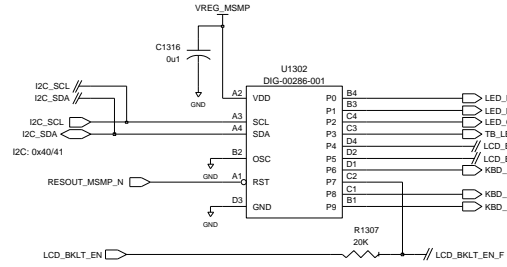 VREG_MSMP
C1316
0u1
GND
U1302
DIG-00286-001
I2C_SCL
I2C_SDA
I2C_SCL
I2C_SDA
I2C: 0x40/41
A2 VDD P0 B4
P1 B3 LED_
A3 SCL P2 C4 LED_
A4 SDA P3 C3 TB_LE
P4 D4 LCD_
B2 OSC P5 D2 LCD_
GND
P6 D1 KBD_
RESOUT_MSMP_N A1 RST P7 C2
P8 C1 KBD_
D3 GND P9 B1 KBD_
GND
R1307
20K
LCD_BKLT_EN LCD_BKLT_EN_F